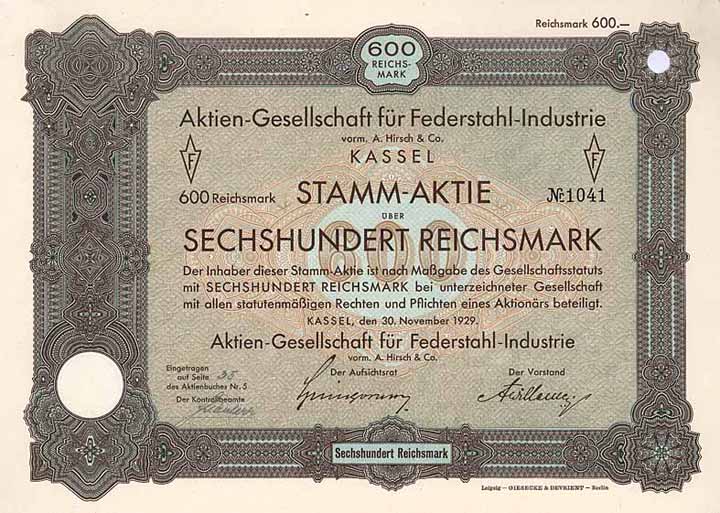 Reichsmark 600.—
600
REICHS-
MARK
Aktien-Gesellschaft für Federstahl-Industrie
vorm. A. Hirsch & Co.
KASSEL
F
F
600 Reichsmark STAMM-AKTIE № 1041
ÜBER
600
SECHSHUNDERT REICHSMARK
Der Inhaber dieser Stamm-Aktie ist nach Maßgabe des Gesellschaftsstatuts
mit SECHSHUNDERT REICHSMARK bei unterzeichneter Gesellschaft
mit allen statutenmäßigen Rechten und Pflichten eines Aktionärs beteiligt.
KASSEL, den 30. November 1929.
Aktien-Gesellschaft für Federstahl-Industrie
vorm. A. Hirsch & Co.
Eingetragen
auf Seite 35
des Aktienbuches Nr. 5
Der Kontrollbeamte
Der Aufsichtsrat
Der Vorstand
Sechshundert Reichsmark
Leipzig — GIESECKE & DEVRIENT — Berlin